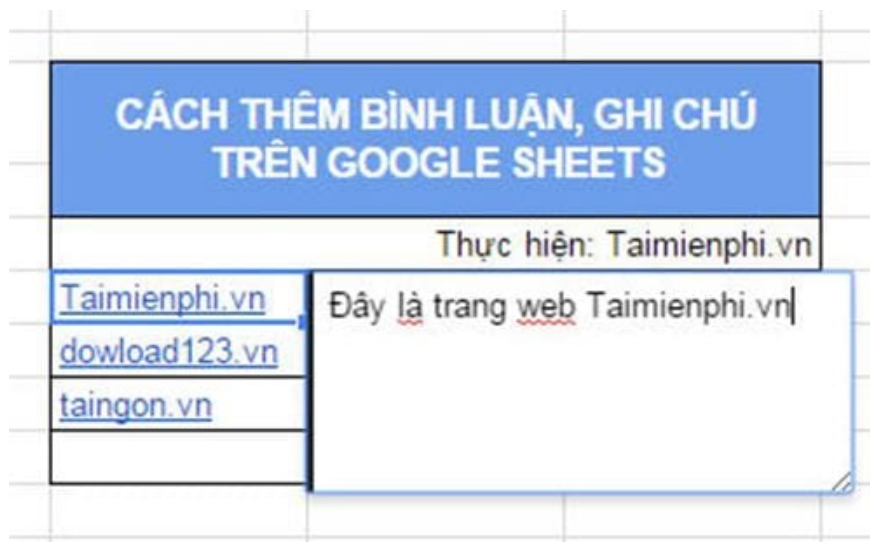 CÁCH THÊM BÌNH LUẬN, GHI CHÚ
TRÊN GOOGLE SHEETS
Thực hiện: Taimienphi.vn
Taimienphi.vn
Đây là trang web Taimienphi.vn
dowload123.vn
taingon.vn